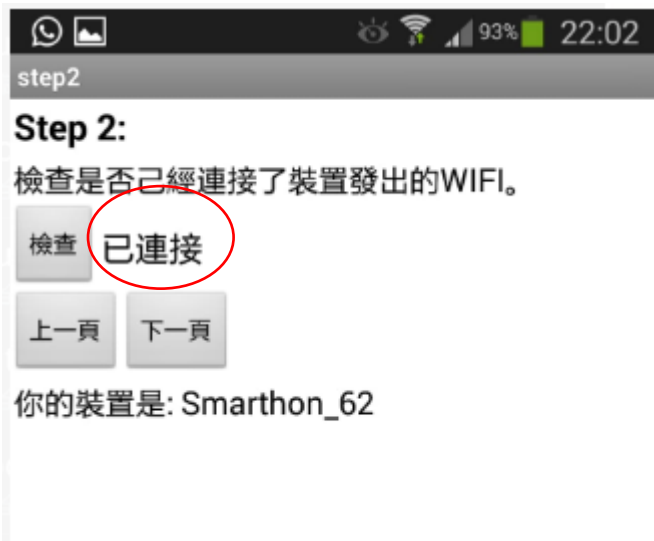 93% 22:02
step2
Step 2:
檢查是否己經連接了裝置發出的WIFI。
檢查 已連接
上一頁 下一頁
你的裝置是: Smarthon_62